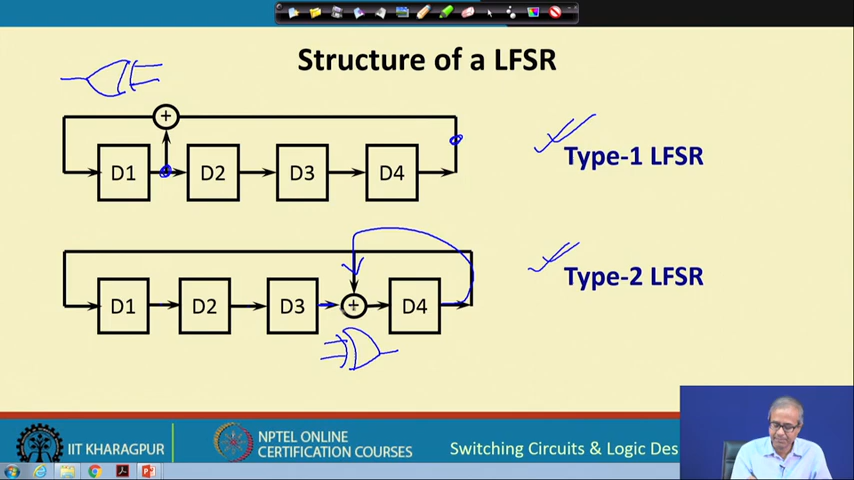 Structure of a LFSR
+
D1 D2 D3 D4
Type-1 LFSR
Type-2 LFSR
D1 D2 D3 + D4
IIT KHARAGPUR
NPTEL ONLINE
CERTIFICATION COURSES
Switching Circuits & Logic Des